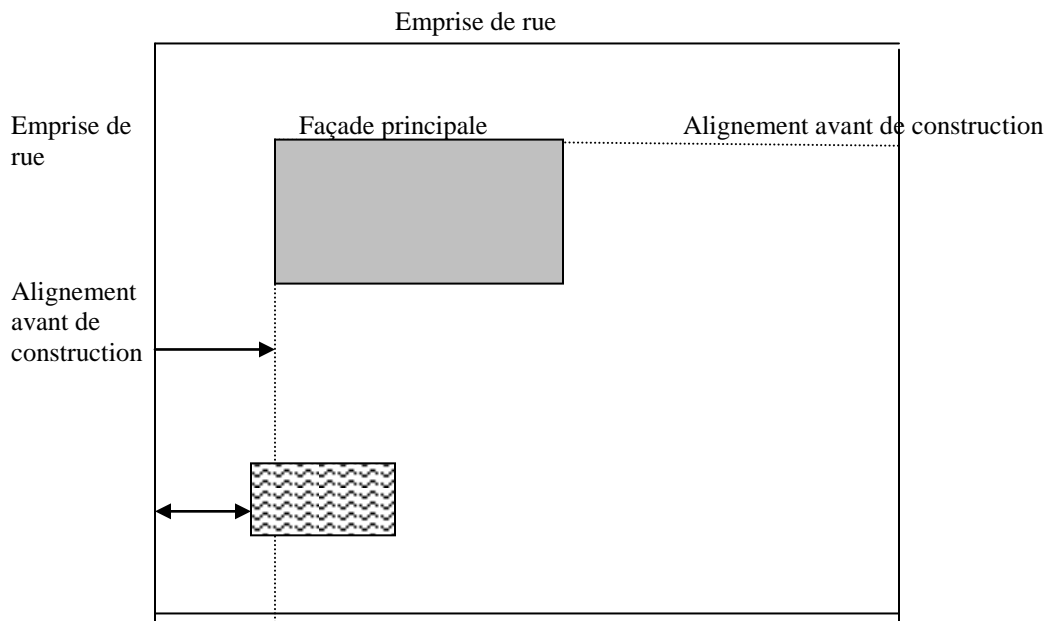 Emprise de rue
Emprise de
rue
Façade principale
Alignement avant de construction
Alignement
avant de
construction